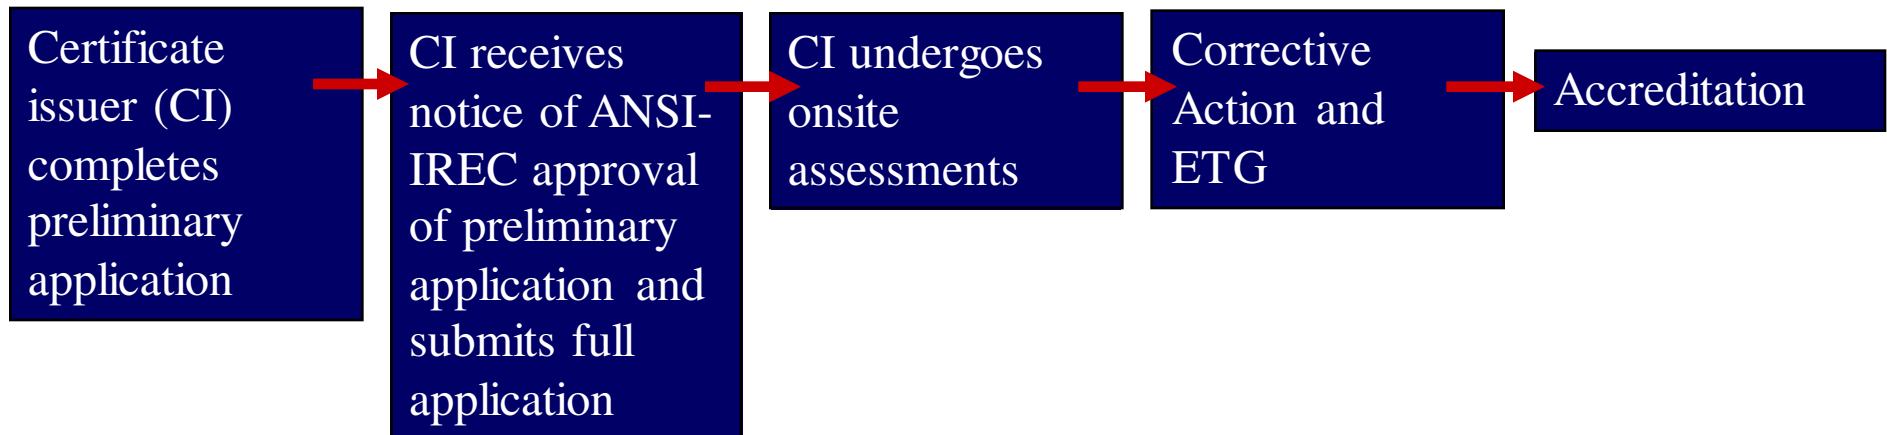 Certificate
issuer (CI)
completes
preliminary
application
CI receives
notice of ANSI-
IREC approval
of preliminary
application and
submits full
application
CI undergoes
onsite
assessments
Corrective
Action and
ETG
Accreditation